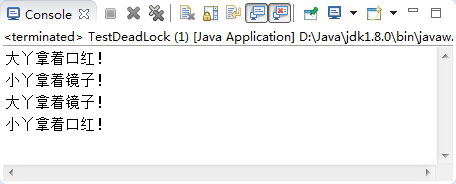 Console
<terminated> TestDeadLock (1) [Java Application] D:\Java\jdk1.8.0\bin\javaw.
大丫拿着口红!
小丫拿着镜子!
大丫拿着镜子!
小丫拿着口红!